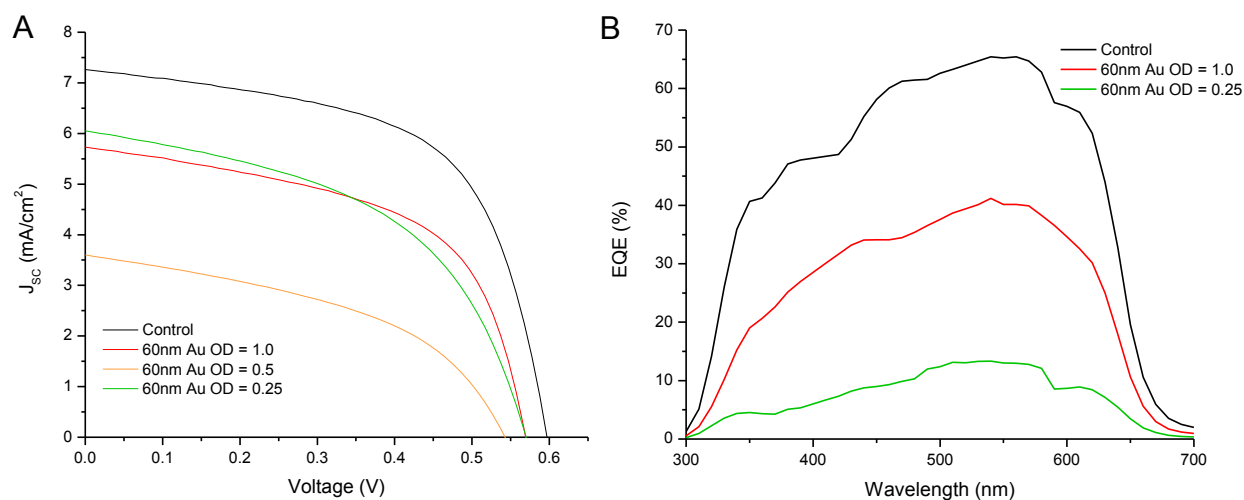 A
8
7
6
5
4
3
2
1
0
J_SC (mA/cm²)
Control
60nm Au OD = 1.0
60nm Au OD = 0.5
60nm Au OD = 0.25
0.0 0.1 0.2 0.3 0.4 0.5 0.6
Voltage (V)
B
70
60
50
40
30
20
10
0
EQE (%)
Control
60nm Au OD = 1.0
60nm Au OD = 0.25
300 400 500 600 700
Wavelength (nm)